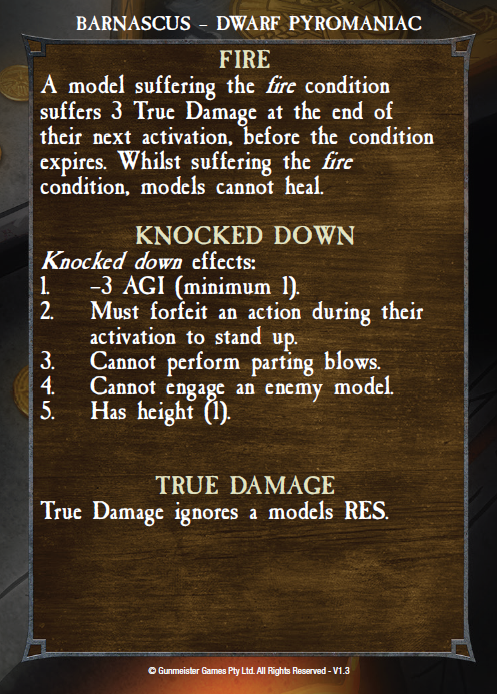 BARNASCUS – DWARF PYROMANIAC
FIRE
A model suffering the fire condition
suffers 3 True Damage at the end of
their next activation, before the condition
expires. Whilst suffering the fire
condition, models cannot heal.
KNOCKED DOWN
Knocked down effects:
1. –3 AGI (minimum 1).
2. Must forfeit an action during their
activation to stand up.
3. Cannot perform parting blows.
4. Cannot engage an enemy model.
5. Has height (1).
TRUE DAMAGE
True Damage ignores a models RES.
© Gunmeister Games Pty Ltd. All Rights Reserved - V1.3